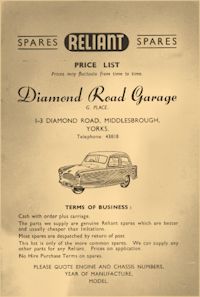 SPARES RELIANT SPARES
PRICE LIST
Prices may fluctuate from time to time.
Diamond Road Garage
G. PLACE.
1-3 DIAMOND ROAD, MIDDLESBROUGH,
YORKS.
Telephone 43818
TERMS OF BUSINESS :
Cash with order plus carriage.
The parts we supply are genuine Reliant spares which are better
and usually cheaper than imitations.
Most spares are despatched by return of post
This list is only of the more common spares. We can supply any
other parts for any Reliant. Prices on application.
No Hire Purchase Terms on spares.
PLEASE QUOTE ENGINE AND CHASSIS NUMBERS,
YEAR OF MANUFACTURE,
MODEL.